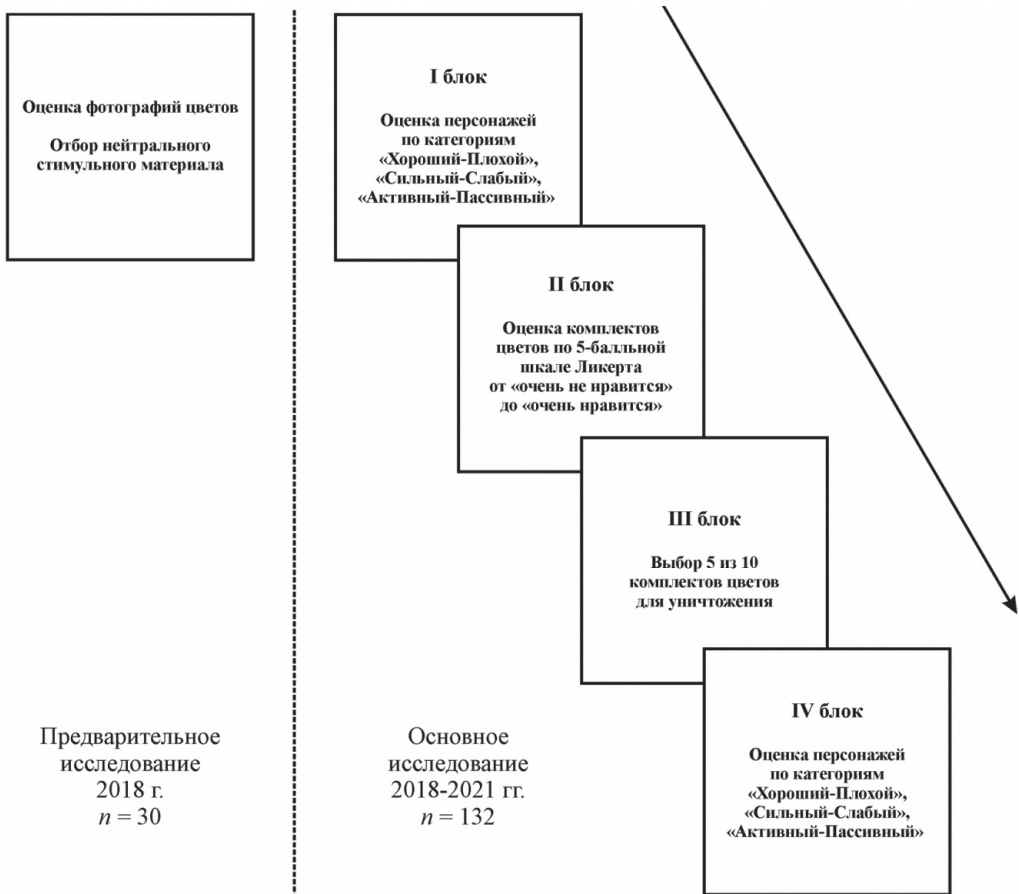 Оценка фотографий цветов
Отбор нейтрального
стимульного материала
Предварительное
исследование
2018 г.
n = 30
I блок
Оценка персонажей
по категориям
«Хороший-Плохой»,
«Сильный-Слабый»,
«Активный-Пассивный»
II блок
Оценка комплектов
цветов по 5-балльной
шкале Ликерта
от «очень не нравится»
до «очень нравится»
III блок
Выбор 5 из 10
комплектов цветов
для уничтожения
IV блок
Оценка персонажей
по категориям
«Хороший-Плохой»,
«Сильный-Слабый»,
«Активный-Пассивный»
Основное
исследование
2018-2021 гг.
n = 132